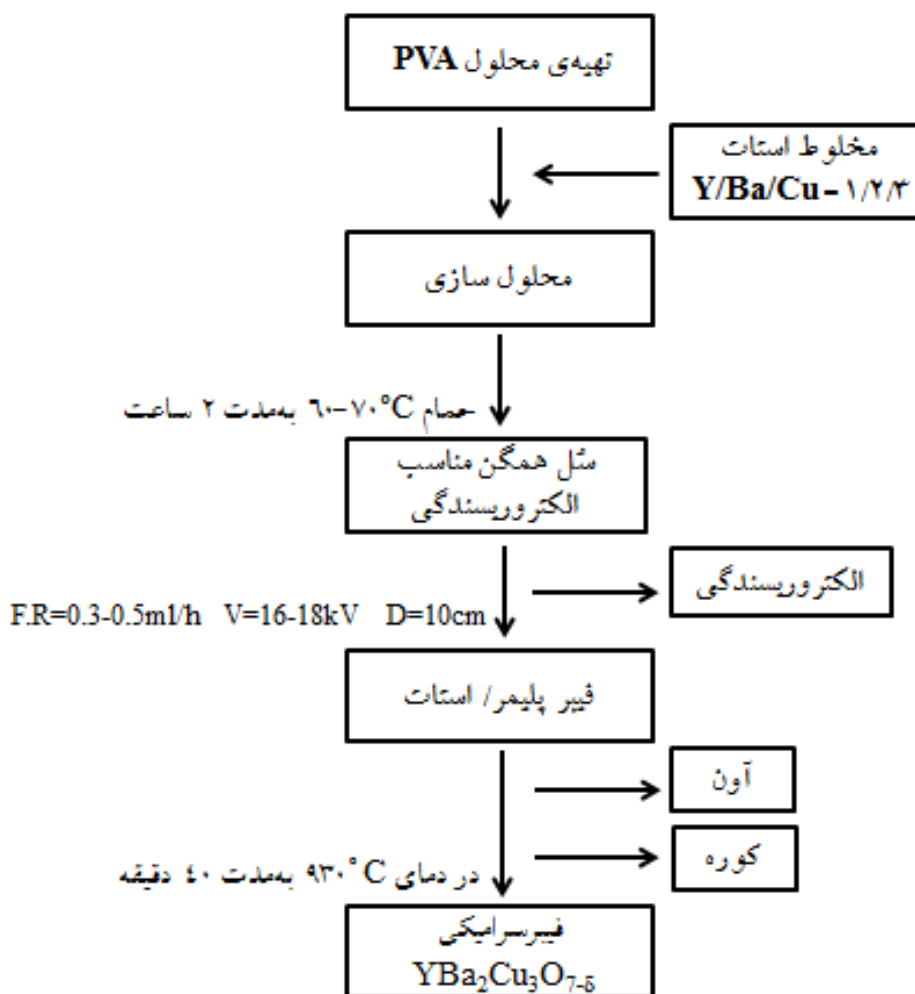 تهیه‌ی محلول PVA
مخلوط استات
Y/Ba/Cu – ۱/۲/۳
محلول سازی
حمام ۶۰-۷۰°C به‌مدت ۲ ساعت
سُل همگن مناسب
الکتروریسندگی
الکتروریسندگی
F.R=0.3-0.5ml/h V=16-18kV D=10cm
فیبر پلیمر/ استات
آون
کوره
در دمای ۹۳۰°C به‌مدت ۴۰ دقیقه
فیبرسرامیکی
YBa₂Cu₃O₇₋δ